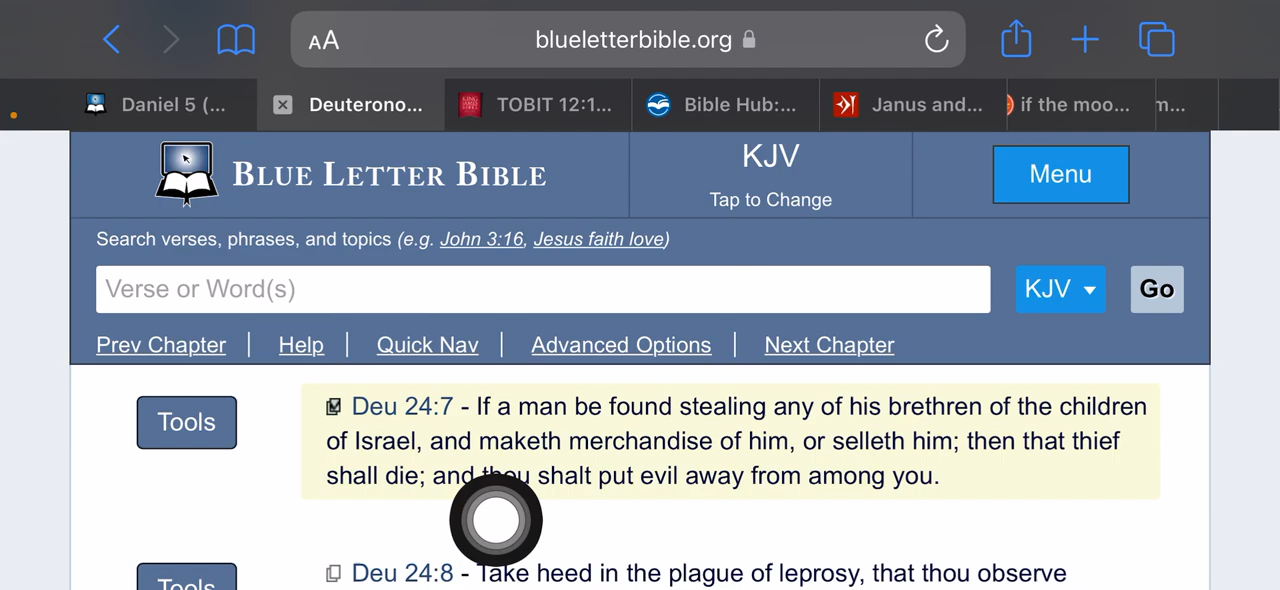 AA blueletterbible.org
Daniel 5 (... Deuterono... TOBIT 12:1... Bible Hub:... Janus and... if the moo...
BLUE LETTER BIBLE
KJV
Tap to Change
Menu
Search verses, phrases, and topics (e.g. John 3:16, Jesus faith love)
Verse or Word(s) KJV Go
Prev Chapter | Help | Quick Nav | Advanced Options | Next Chapter
Tools
Deu 24:7 - If a man be found stealing any of his brethren of the children
of Israel, and maketh merchandise of him, or selleth him; then that thief
shall die; and thou shalt put evil away from among you.
Tools
Deu 24:8 - Take heed in the plague of leprosy, that thou observe